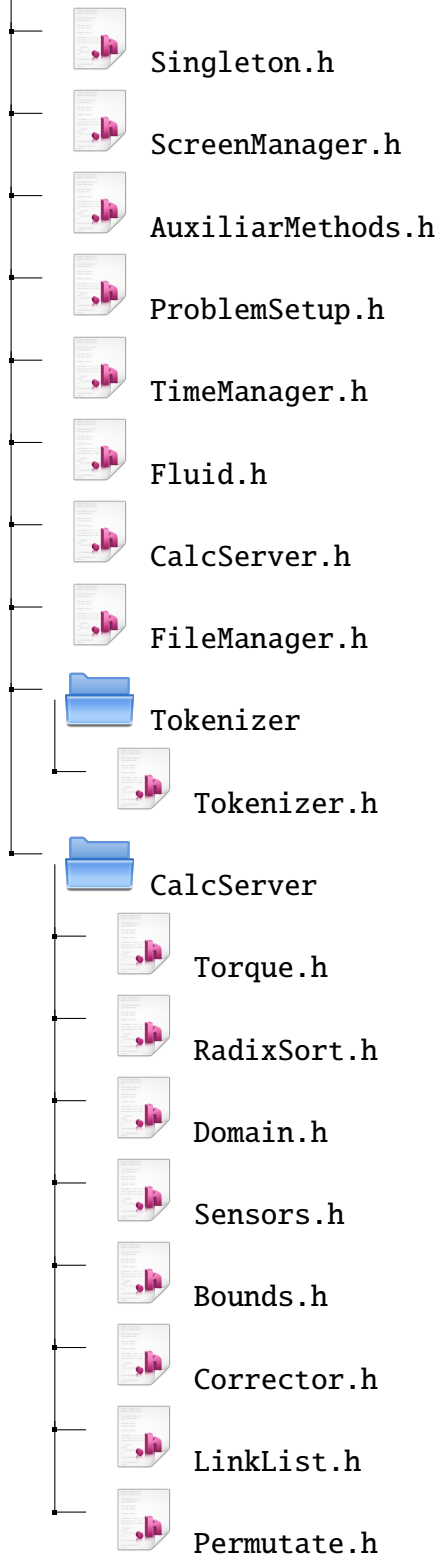 Singleton.h
ScreenManager.h
AuxiliarMethods.h
ProblemSetup.h
TimeManager.h
Fluid.h
CalcServer.h
FileManager.h
Tokenizer
Tokenizer.h
CalcServer
Torque.h
RadixSort.h
Domain.h
Sensors.h
Bounds.h
Corrector.h
LinkList.h
Permutate.h